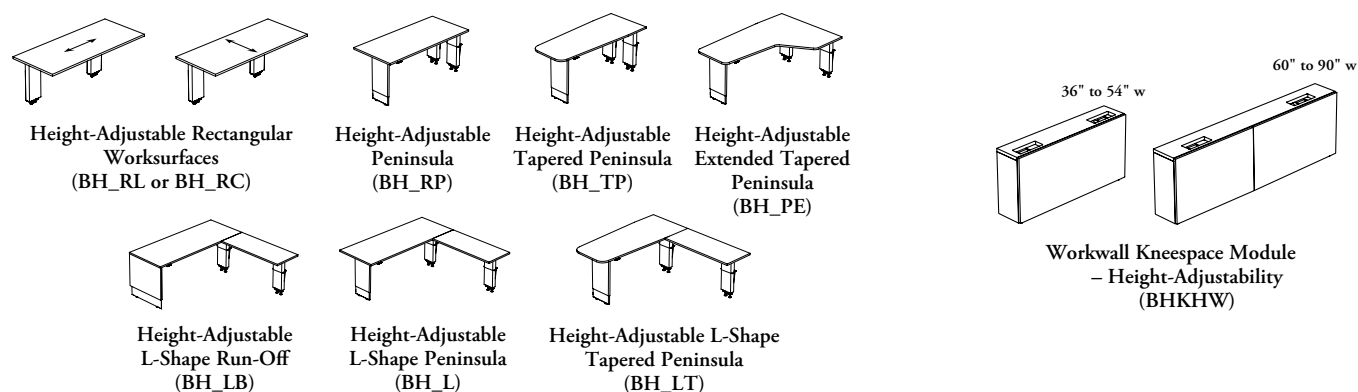 Height-Adjustable Rectangular
Worksurfaces
(BH_RL or BH_RC)
Height-Adjustable
Peninsula
(BH_RP)
Height-Adjustable
Tapered Peninsula
(BH_TP)
Height-Adjustable
Extended Tapered
Peninsula
(BH_PE)
Height-Adjustable
L-Shape Run-Off
(BH_LB)
Height-Adjustable
L-Shape Peninsula
(BH_L)
Height-Adjustable L-Shape
Tapered Peninsula
(BH_LT)
36" to 54" w
60" to 90" w
Workwall Kneespace Module
– Height-Adjustability
(BHKHW)